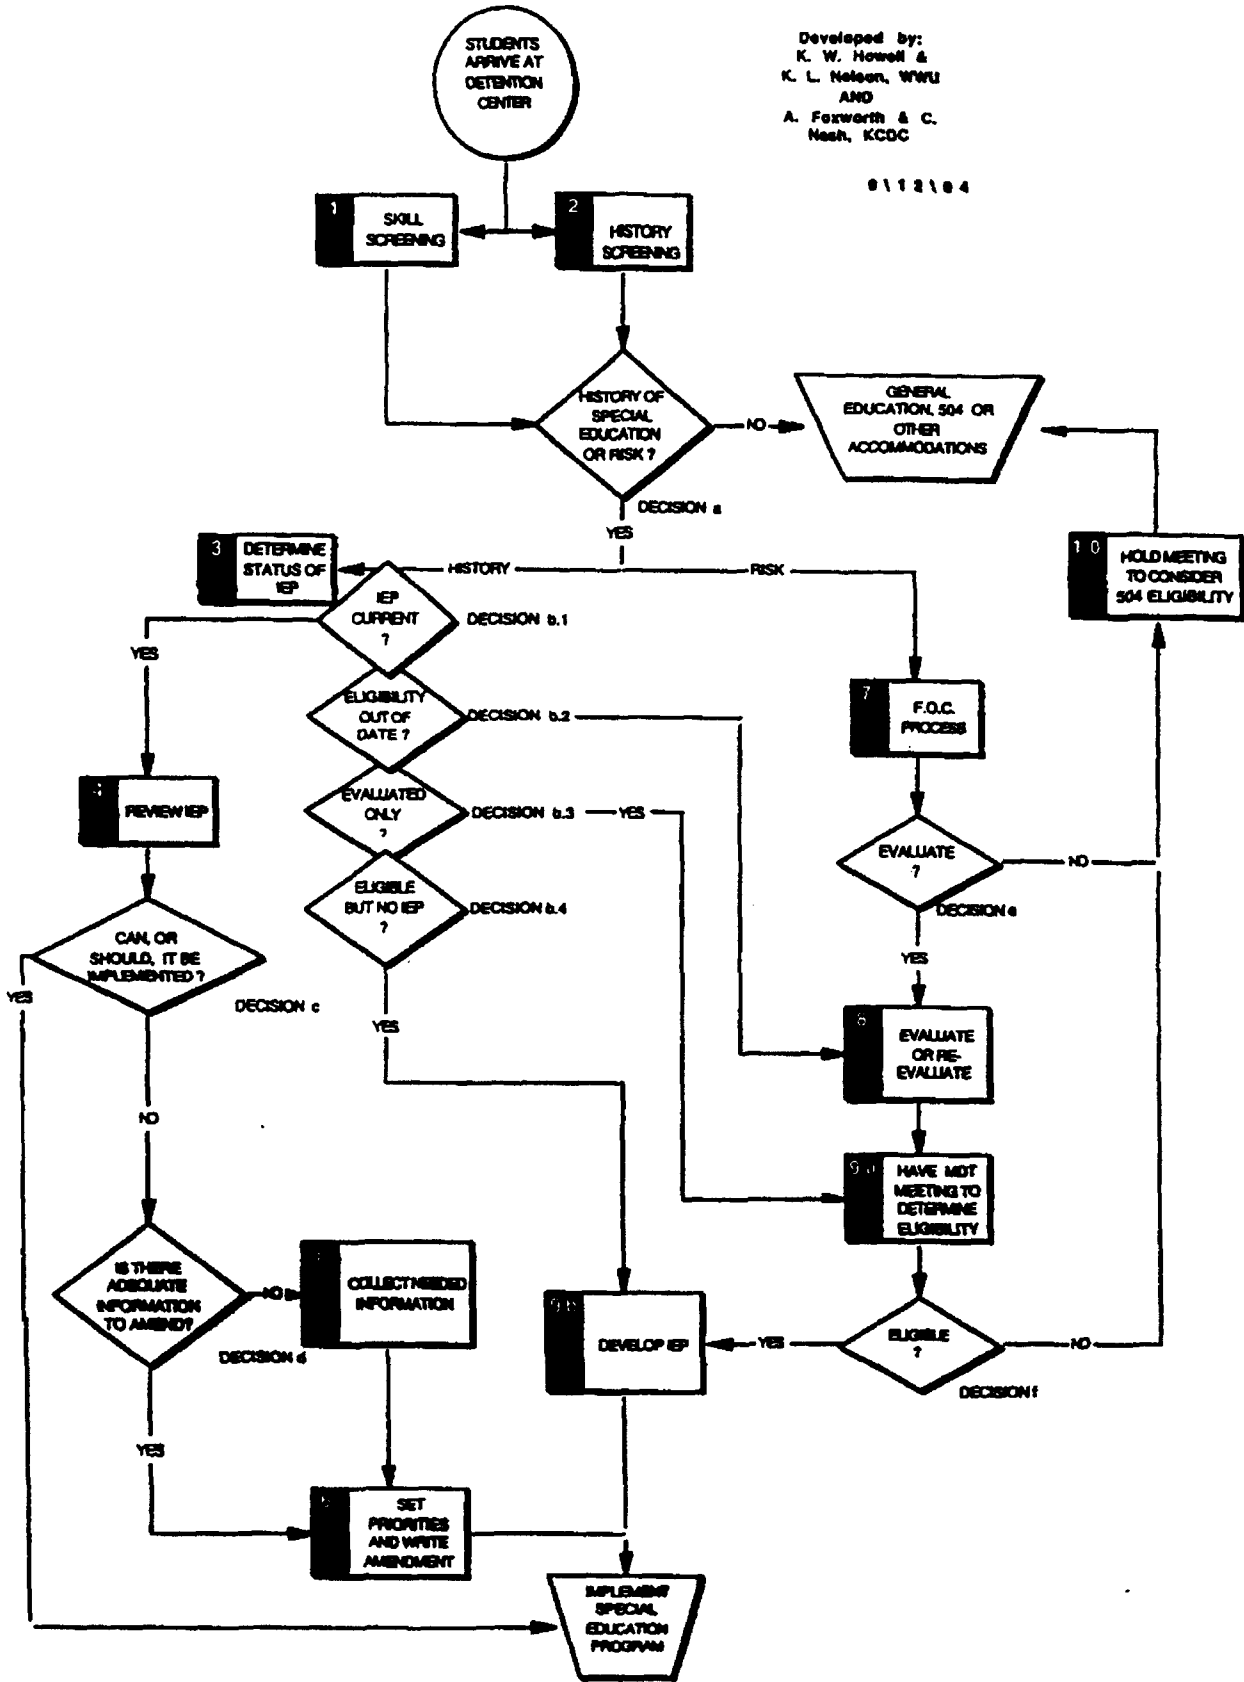 STUDENTS
ARRIVE AT
DETENTION
CENTER
Developed by:
K. W. Howell &
K. L. Nelson, WWU
AND
A. Foxworth & C.
Nash, KCDC
1
SKILL
SCREENING
2
HISTORY
SCREENING
HISTORY OF
SPECIAL
EDUCATION
OR RISK ?
NO
GENERAL
EDUCATION, 504 OR
OTHER
ACCOMMODATIONS
DECISION a
YES
3
DETERMINE
STATUS OF
IEP
HISTORY
RISK
10
HOLD MEETING
TO CONSIDER
504 ELIGIBILITY
IEP
CURRENT
?
DECISION b.1
YES
ELIGIBILITY
OUT OF
DATE ?
DECISION b.2
7
F.O.C.
PROCESS
4
REVIEW IEP
EVALUATED
ONLY
?
DECISION b.3
YES
EVALUATE
?
NO
DECISION e
ELIGIBLE
BUT NO IEP
?
DECISION b.4
CAN, OR
SHOULD, IT BE
IMPLEMENTED ?
YES
DECISION c
YES
YES
8
EVALUATE
OR RE-
EVALUATE
NO
9a
HAVE MDT
MEETING TO
DETERMINE
ELIGIBILITY
IS THERE
ADEQUATE
INFORMATION
TO AMEND?
NO
COLLECT NEEDED
INFORMATION
DECISION d
9b
DEVELOP IEP
YES
ELIGIBLE
?
NO
DECISION f
YES
SET
PRIORITIES
AND WRITE
AMENDMENT
IMPLEMENT
SPECIAL
EDUCATION
PROGRAM